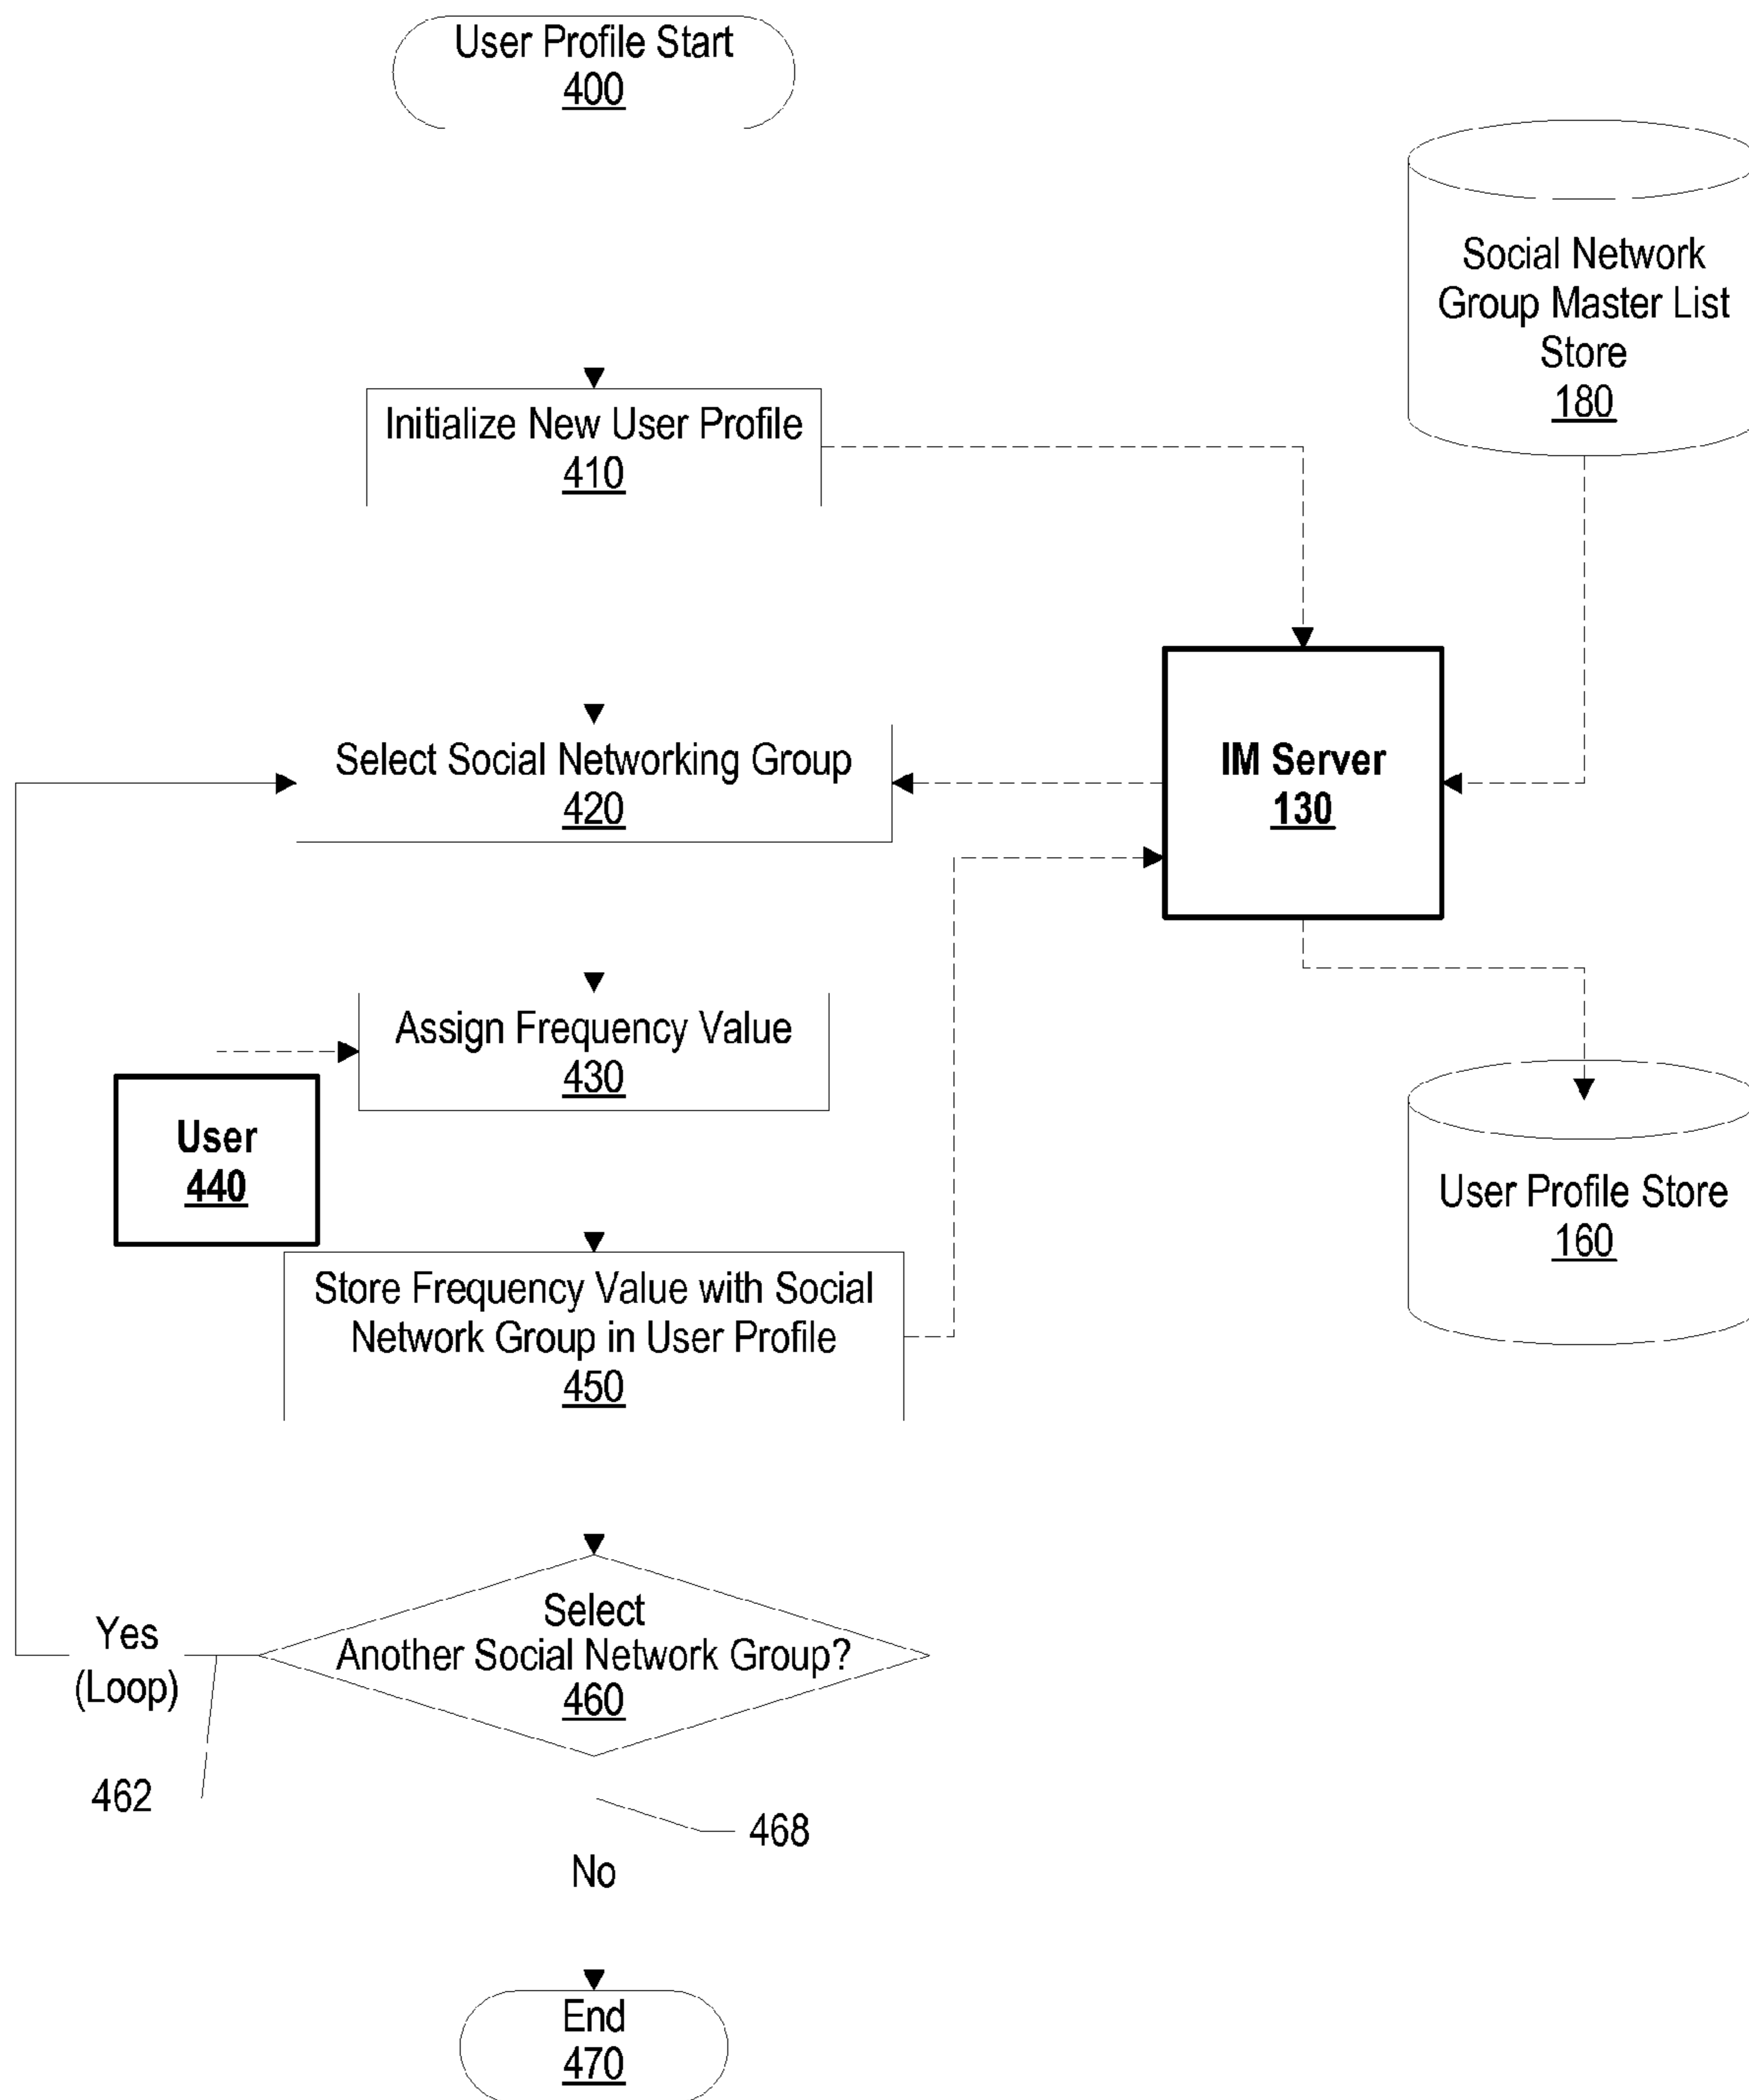 User Profile Start
400
Social Network
Group Master List
Store
180
Initialize New User Profile
410
Select Social Networking Group
420
IM Server
130
Assign Frequency Value
430
User
440
User Profile Store
160
Store Frequency Value with Social
Network Group in User Profile
450
Select
Another Social Network Group?
460
Yes
(Loop)
462
468
No
End
470